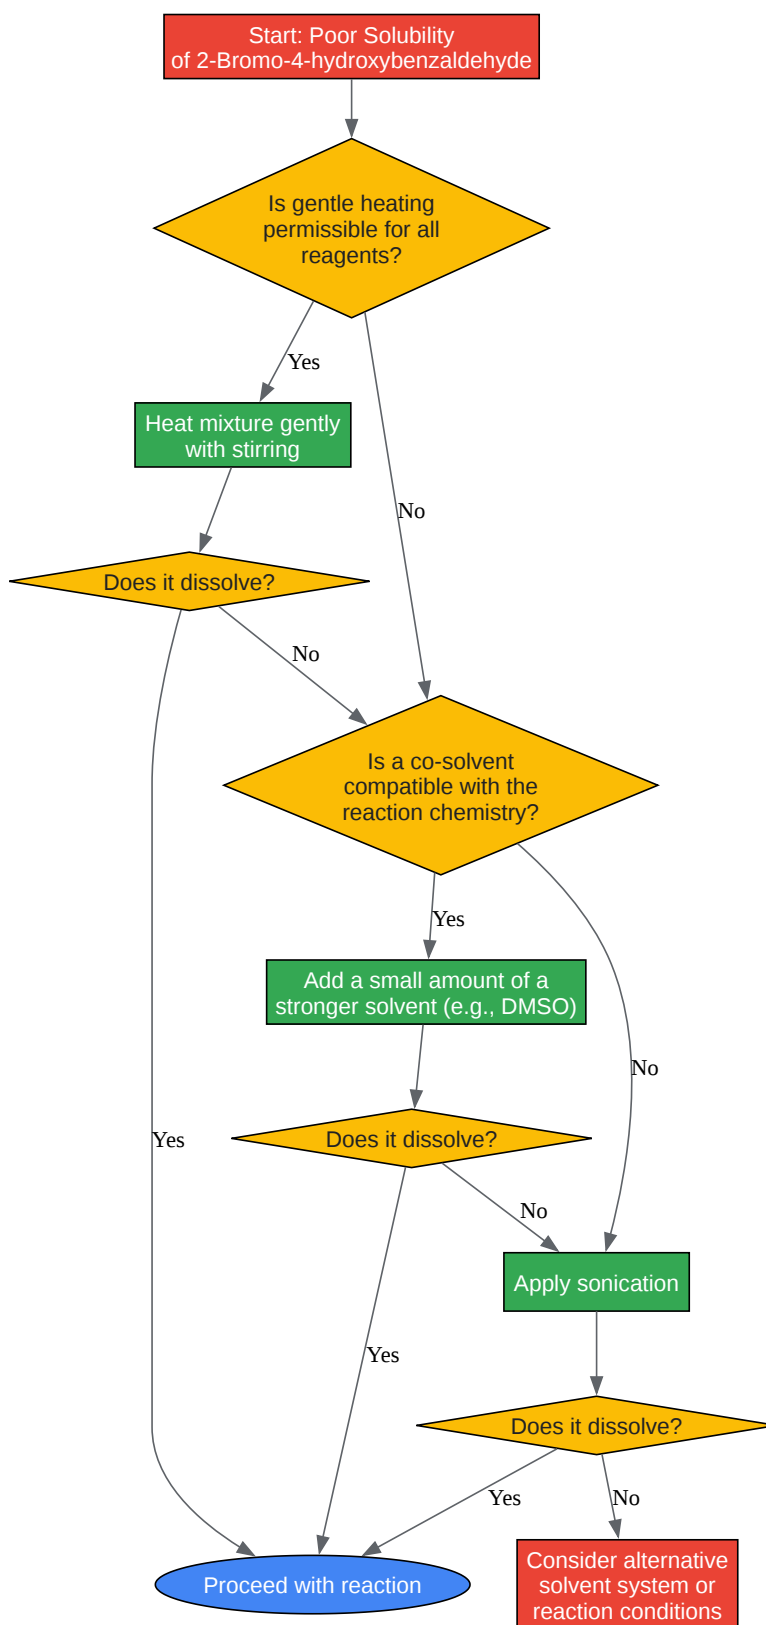 Start: Poor Solubility
of 2-Bromo-4-hydroxybenzaldehyde
Is gentle heating
permissible for all
reagents?
Yes
Heat mixture gently
with stirring
No
Does it dissolve?
No
Is a co-solvent
compatible with the
reaction chemistry?
Yes
Add a small amount of a
stronger solvent (e.g., DMSO)
No
Does it dissolve?
Yes
No
Apply sonication
Yes
Does it dissolve?
Yes
No
Proceed with reaction
Consider alternative
solvent system or
reaction conditions